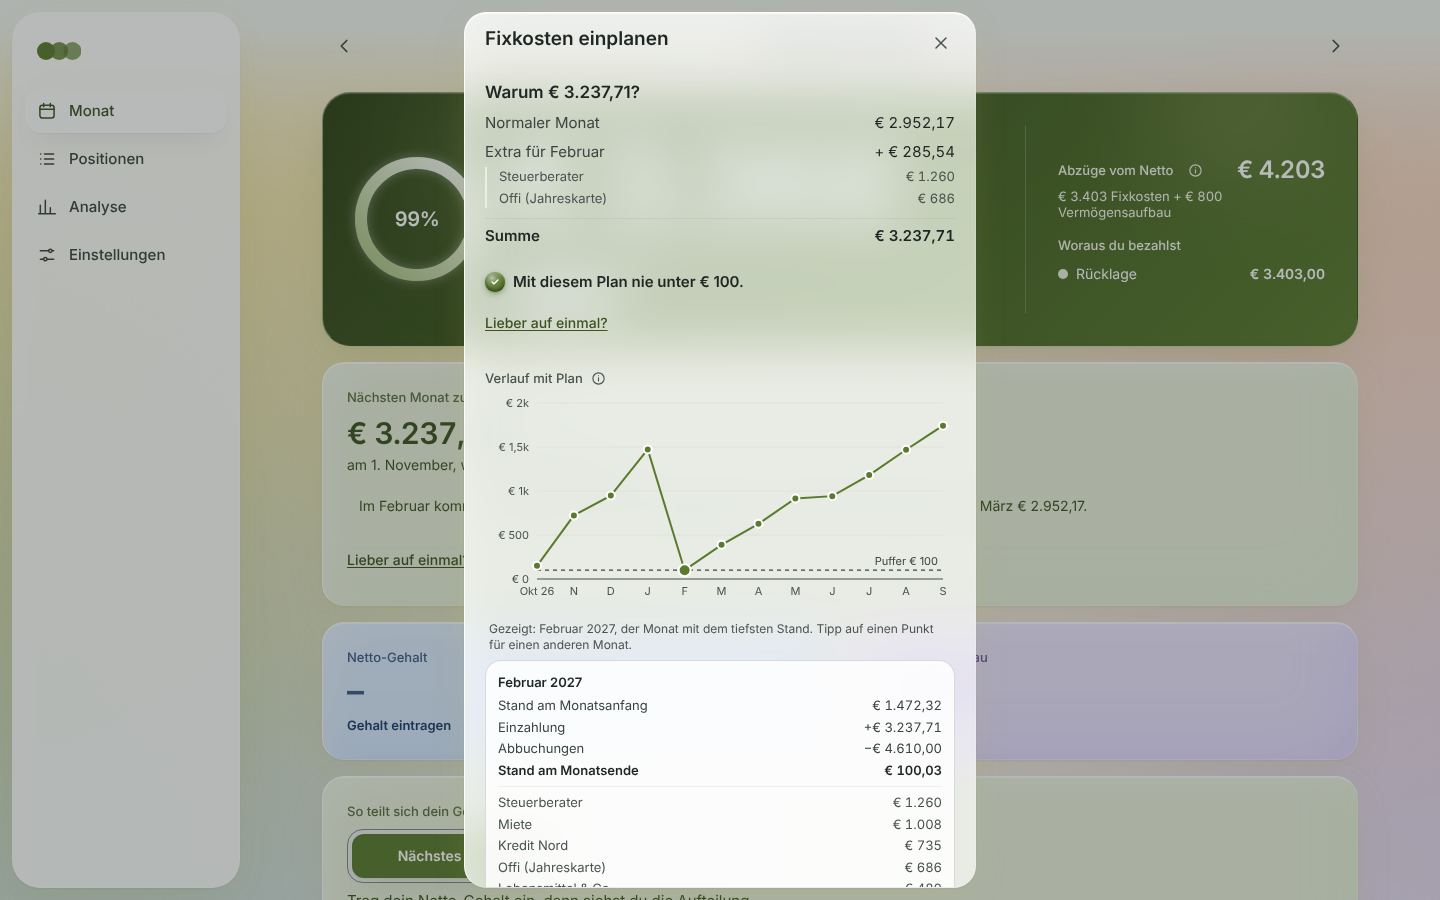 Monat
Positionen
Analyse
Einstellungen
99%
Abzüge vom Netto
€ 4.203
€ 3.403 Fixkosten + € 800
Vermögensaufbau
Woraus du bezahlst
Rücklage € 3.403,00
Nächsten Monat
€ 3.237,
am 1. November,
Im Februar
März € 2.952,17.
Lieber auf einmal?
Netto-Gehalt
–
Gehalt eintragen
So teilt sich dein
Nächstes
Fixkosten einplanen
Warum € 3.237,71?
Normaler Monat € 2.952,17
Extra für Februar + € 285,54
Steuerberater € 1.260
Offi (Jahreskarte) € 686
Summe € 3.237,71
Mit diesem Plan nie unter € 100.
Lieber auf einmal?
Verlauf mit Plan
€ 2k
€ 1,5k
€ 1k
€ 500
€ 0
Puffer € 100
Okt 26 N D J F M A M J J A S
Gezeigt: Februar 2027, der Monat mit dem tiefsten Stand. Tipp auf einen Punkt
für einen anderen Monat.
Februar 2027
Stand am Monatsanfang € 1.472,32
Einzahlung +€ 3.237,71
Abbuchungen −€ 4.610,00
Stand am Monatsende € 100,03
Steuerberater € 1.260
Miete € 1.008
Kredit Nord € 735
Offi (Jahreskarte) € 686